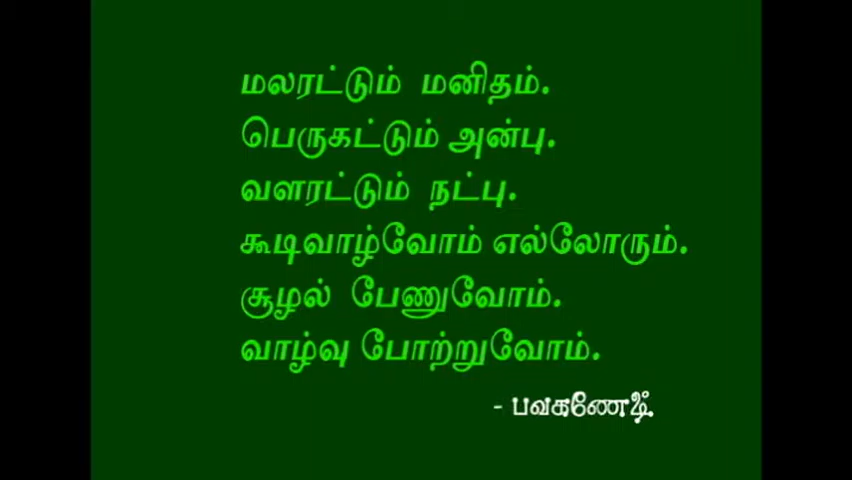 மலரட்டும் மனிதம்.
பெருகட்டும் அன்பு.
வளரட்டும் நட்பு.
கூடிவாழ்வோம் எல்லோரும்.
சூழல் பேணுவோம்.
வாழ்வு போற்றுவோம்.
- பவகணேஷ்.